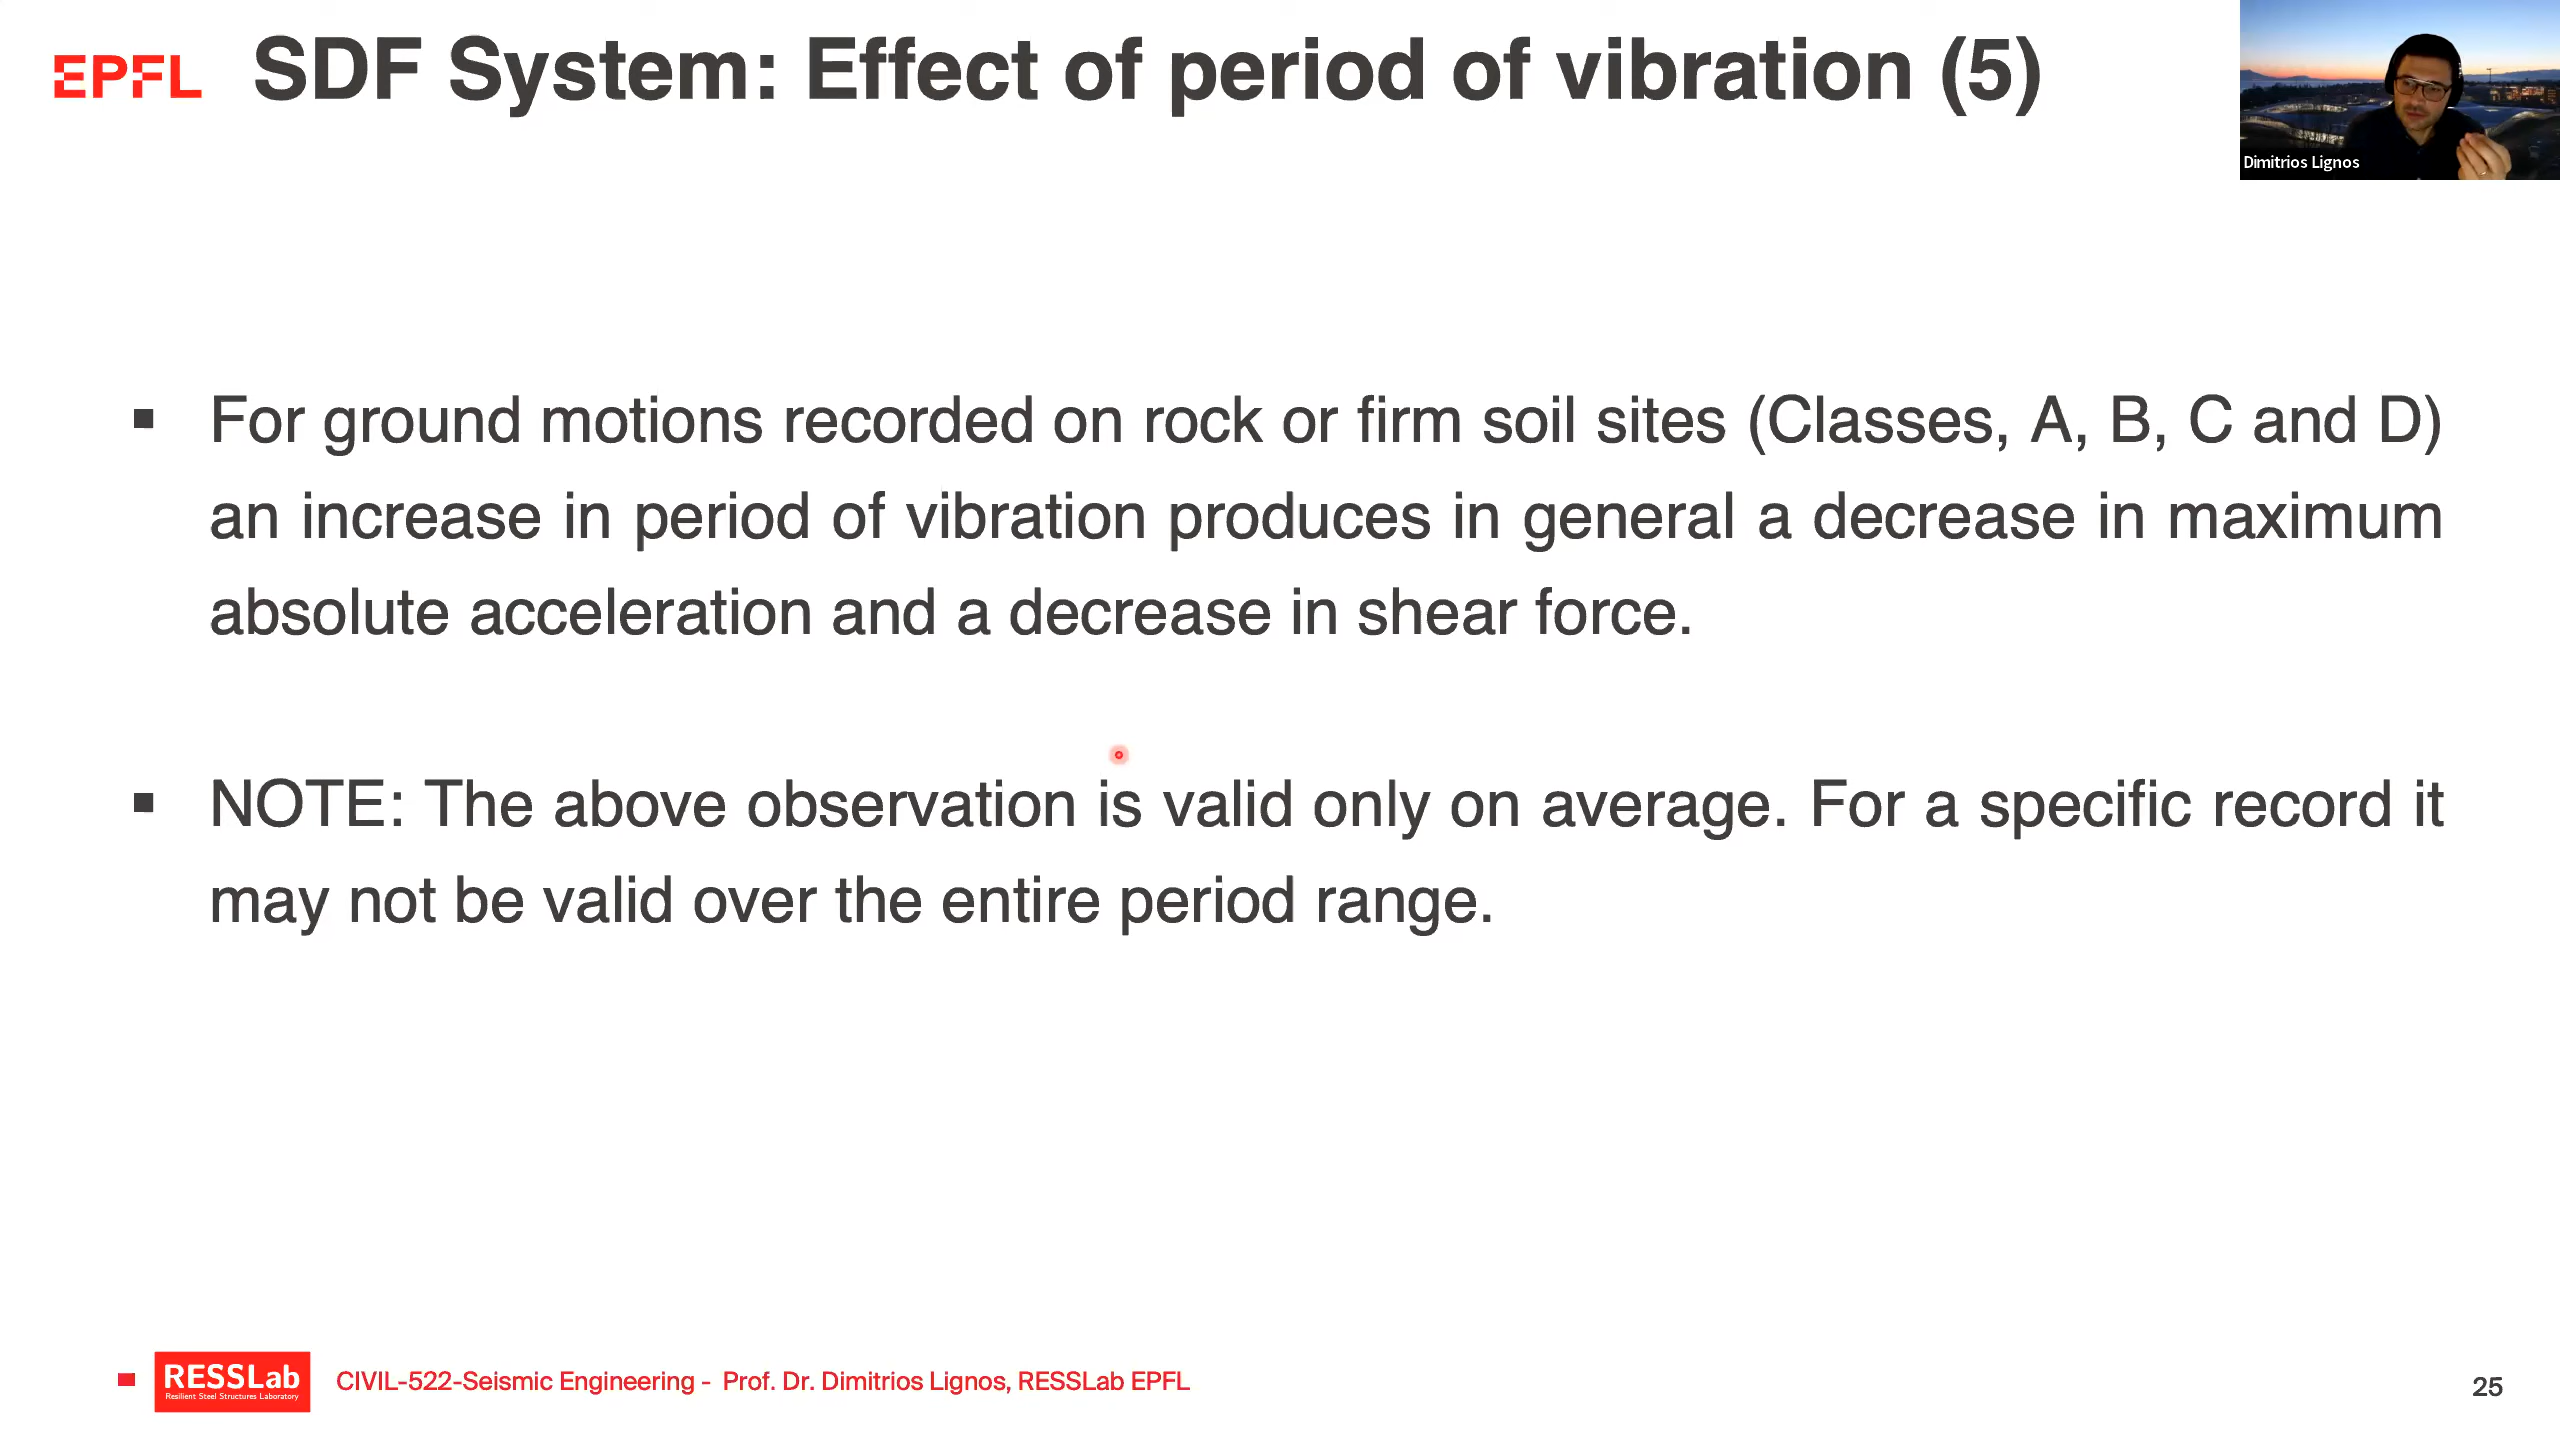 EPFL SDF System: Effect of period of vibration (5)
Dimitrios Lignos
▪ For ground motions recorded on rock or firm soil sites (Classes, A, B, C and D)
an increase in period of vibration produces in general a decrease in maximum
absolute acceleration and a decrease in shear force.
▪ NOTE: The above observation is valid only on average. For a specific record it
may not be valid over the entire period range.
RESSLab
Resilient Steel Structures Laboratory
CIVIL-522-Seismic Engineering - Prof. Dr. Dimitrios Lignos, RESSLab EPFL
25